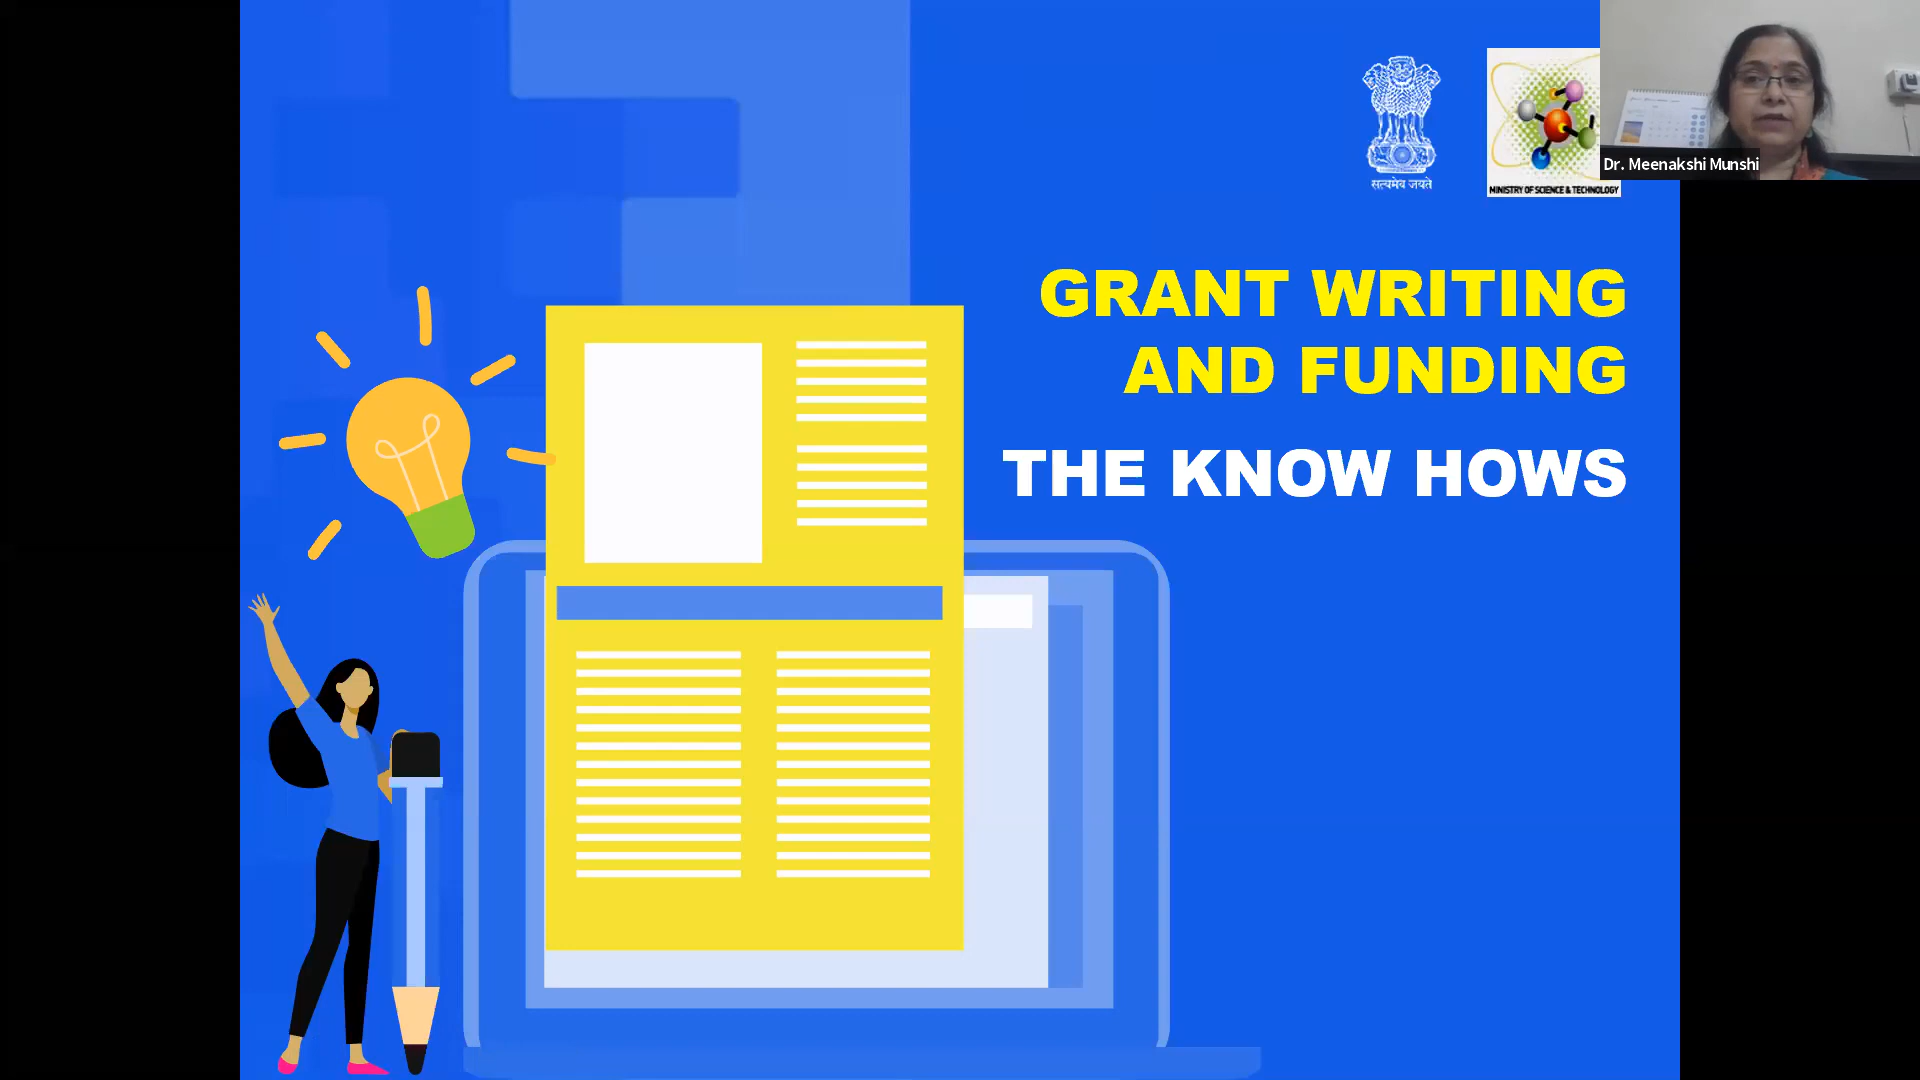 सत्यमेव जयते
MINISTRY OF SCIENCE & TECHNOLOGY
Dr. Meenakshi Munshi
GRANT WRITING
AND FUNDING
THE KNOW HOWS